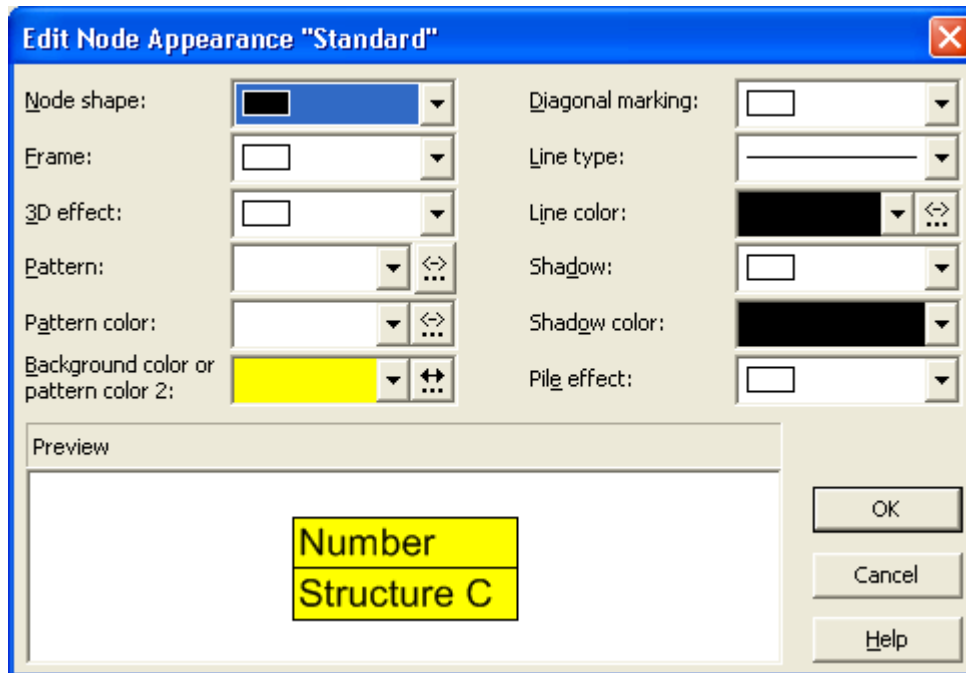 Edit Node Appearance "Standard"
Node shape:
Frame:
3D effect:
Pattern:
Pattern color:
Background color or
pattern color 2:
Diagonal marking:
Line type:
Line color:
Shadow:
Shadow color:
Pile effect:
Preview
Number
Structure C
OK
Cancel
Help